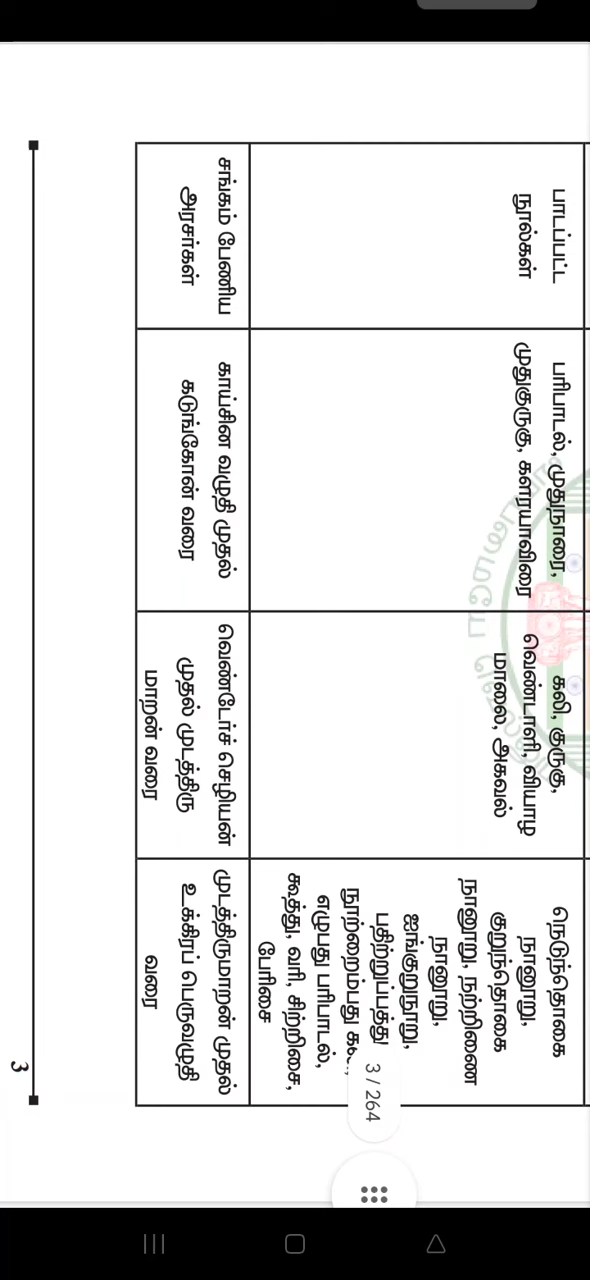 பாடப்பட்ட
நூல்கள்
பரிபாடல், முதுநாரை,
முதுகுருகு, களரயாவிரை
கலி, குருகு,
வெண்டாளி, வியாழ
மாலை, அகவல்
நெடுந்தொகை
நானூறு,
குறுந்தொகை
நானூறு, நற்றிணை
நானூறு,
ஐங்குறுநூறு,
பதிற்றுப்பத்து
நூற்றைம்பது
எழுபது பரிபாடல்,
கூத்து, வரி, சிற்றிசை,
பேரிசை
சங்கம் பேணிய
அரசர்கள்
காய்சின வழுதி முதல்
கடுங்கோன் வரை
வெண்டேர்ச் செழியன்
முதல் முடத்திரு
மாறன் வரை
முடத்திருமாறன் முதல்
உக்கிரப் பெருவழுதி
வரை
3
3 / 264